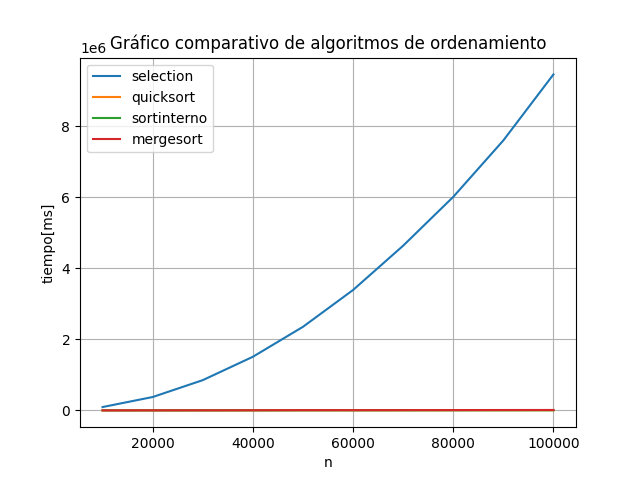 Gráfico comparativo de algoritmos de ordenamiento
1e6
selection
quicksort
sortinterno
mergesort
8
6
4
2
0
tiempo[ms]
20000 40000 60000 80000 100000
n